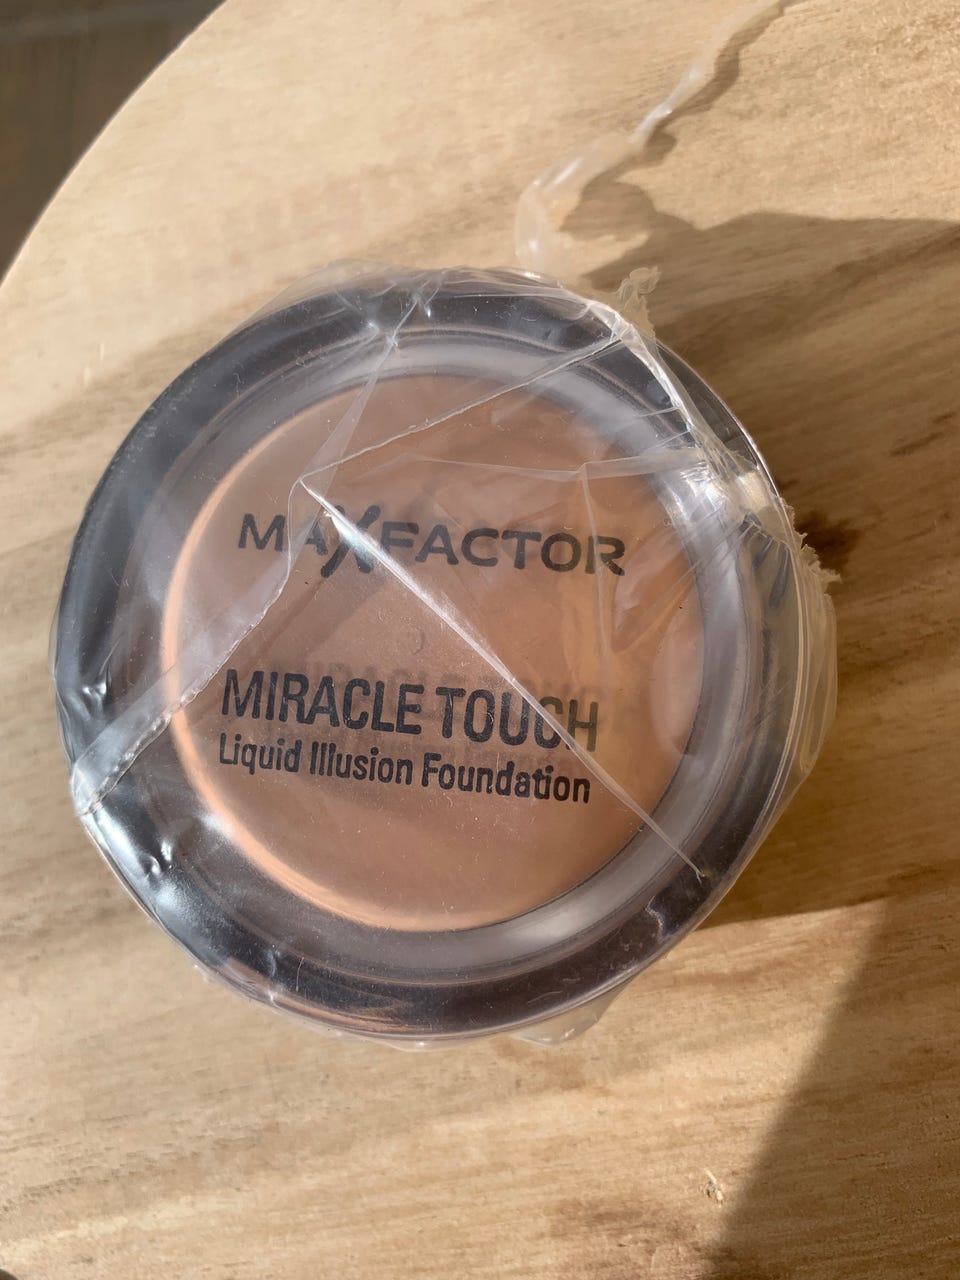 MAXFACTOR
MIRACLE TOUCH
Liquid Illusion Foundation